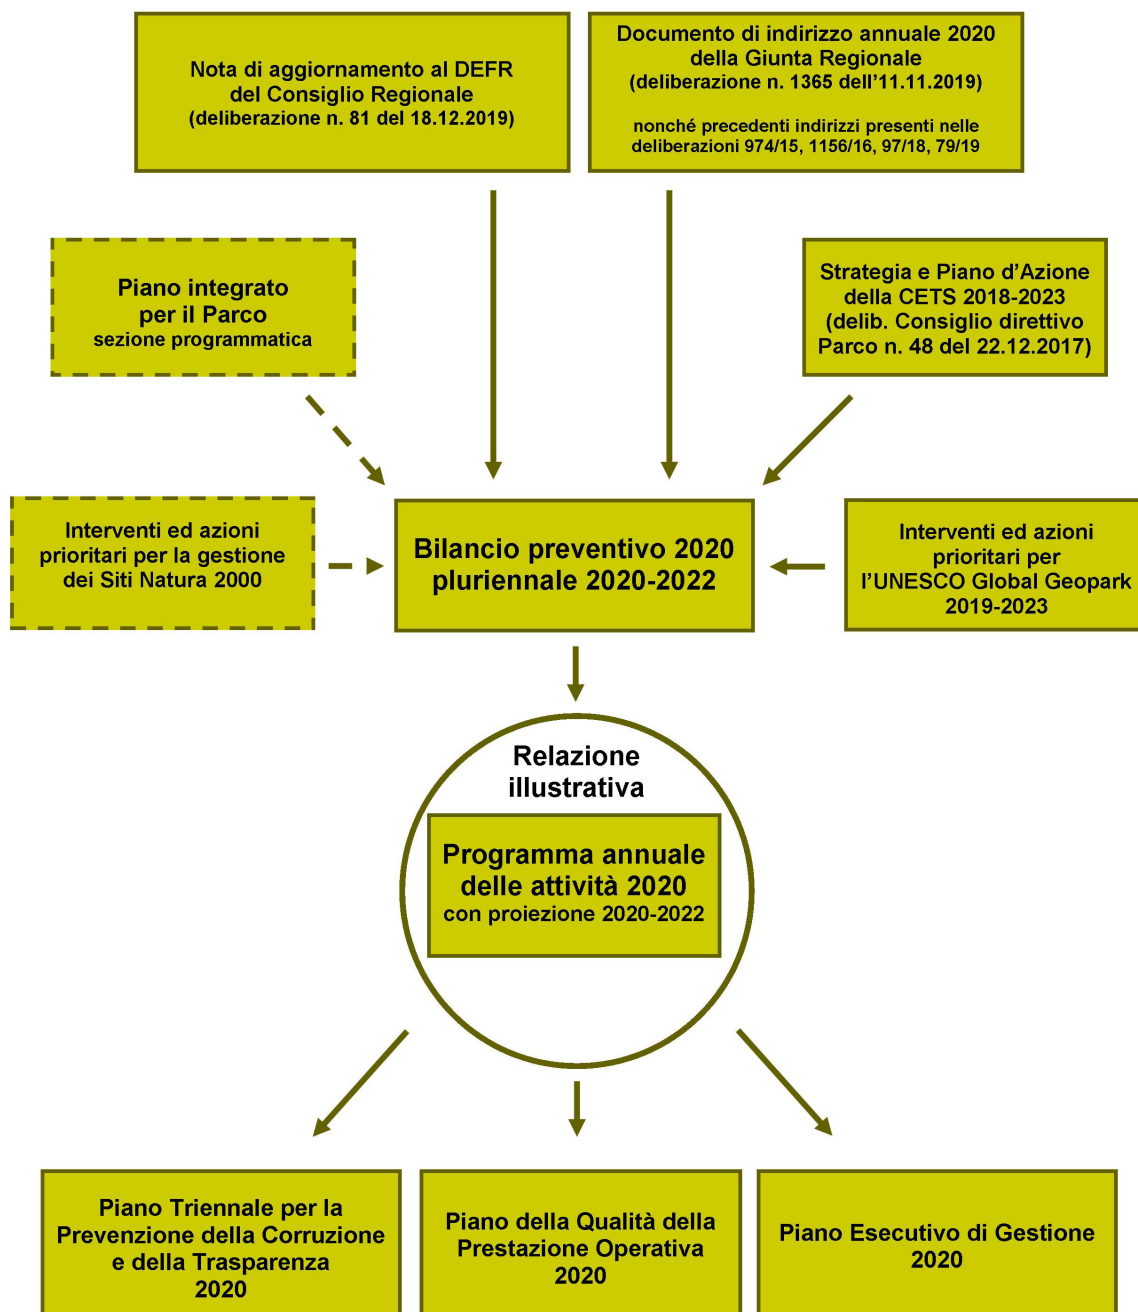 Nota di aggiornamento al DEFR
del Consiglio Regionale
(deliberazione n. 81 del 18.12.2019)
Documento di indirizzo annuale 2020
della Giunta Regionale
(deliberazione n. 1365 dell'11.11.2019)
nonché precedenti indirizzi presenti nelle
deliberazioni 974/15, 1156/16, 97/18, 79/19
Piano integrato
per il Parco
sezione programmatica
Strategia e Piano d'Azione
della CETS 2018-2023
(delib. Consiglio direttivo
Parco n. 48 del 22.12.2017)
Interventi ed azioni
prioritari per la gestione
dei Siti Natura 2000
Bilancio preventivo 2020
pluriennale 2020-2022
Interventi ed azioni
prioritari per
l'UNESCO Global Geopark
2019-2023
Relazione
illustrativa
Programma annuale
delle attività 2020
con proiezione 2020-2022
Piano Triennale per la
Prevenzione della Corruzione
e della Trasparenza
2020
Piano della Qualità della
Prestazione Operativa
2020
Piano Esecutivo di Gestione
2020